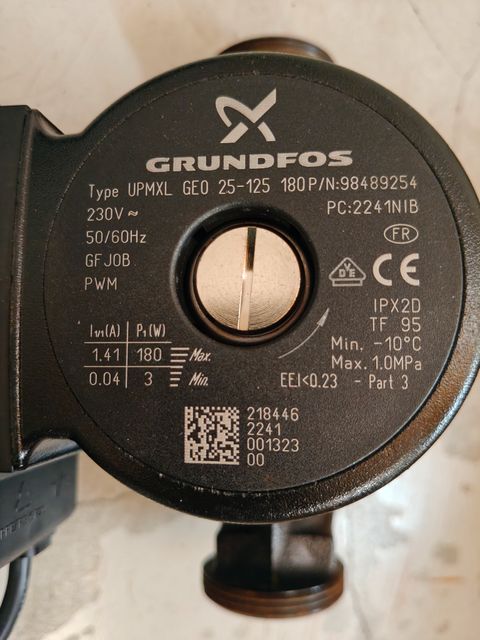 GRUNDFOS
Type UPMXL GEO 25-125 180 P/N:98489254
230V ~ PC:2241NIB
50/60Hz FR
GFJOB
PWM VDE CE
IPX2D
TF 95
Min. -10°C
Max. 1.0MPa
I1/1(A) P1(W)
1.41 180 Max.
0.04 3 Min.
EEI<0.23 - Part 3
218446
2241
001323
00